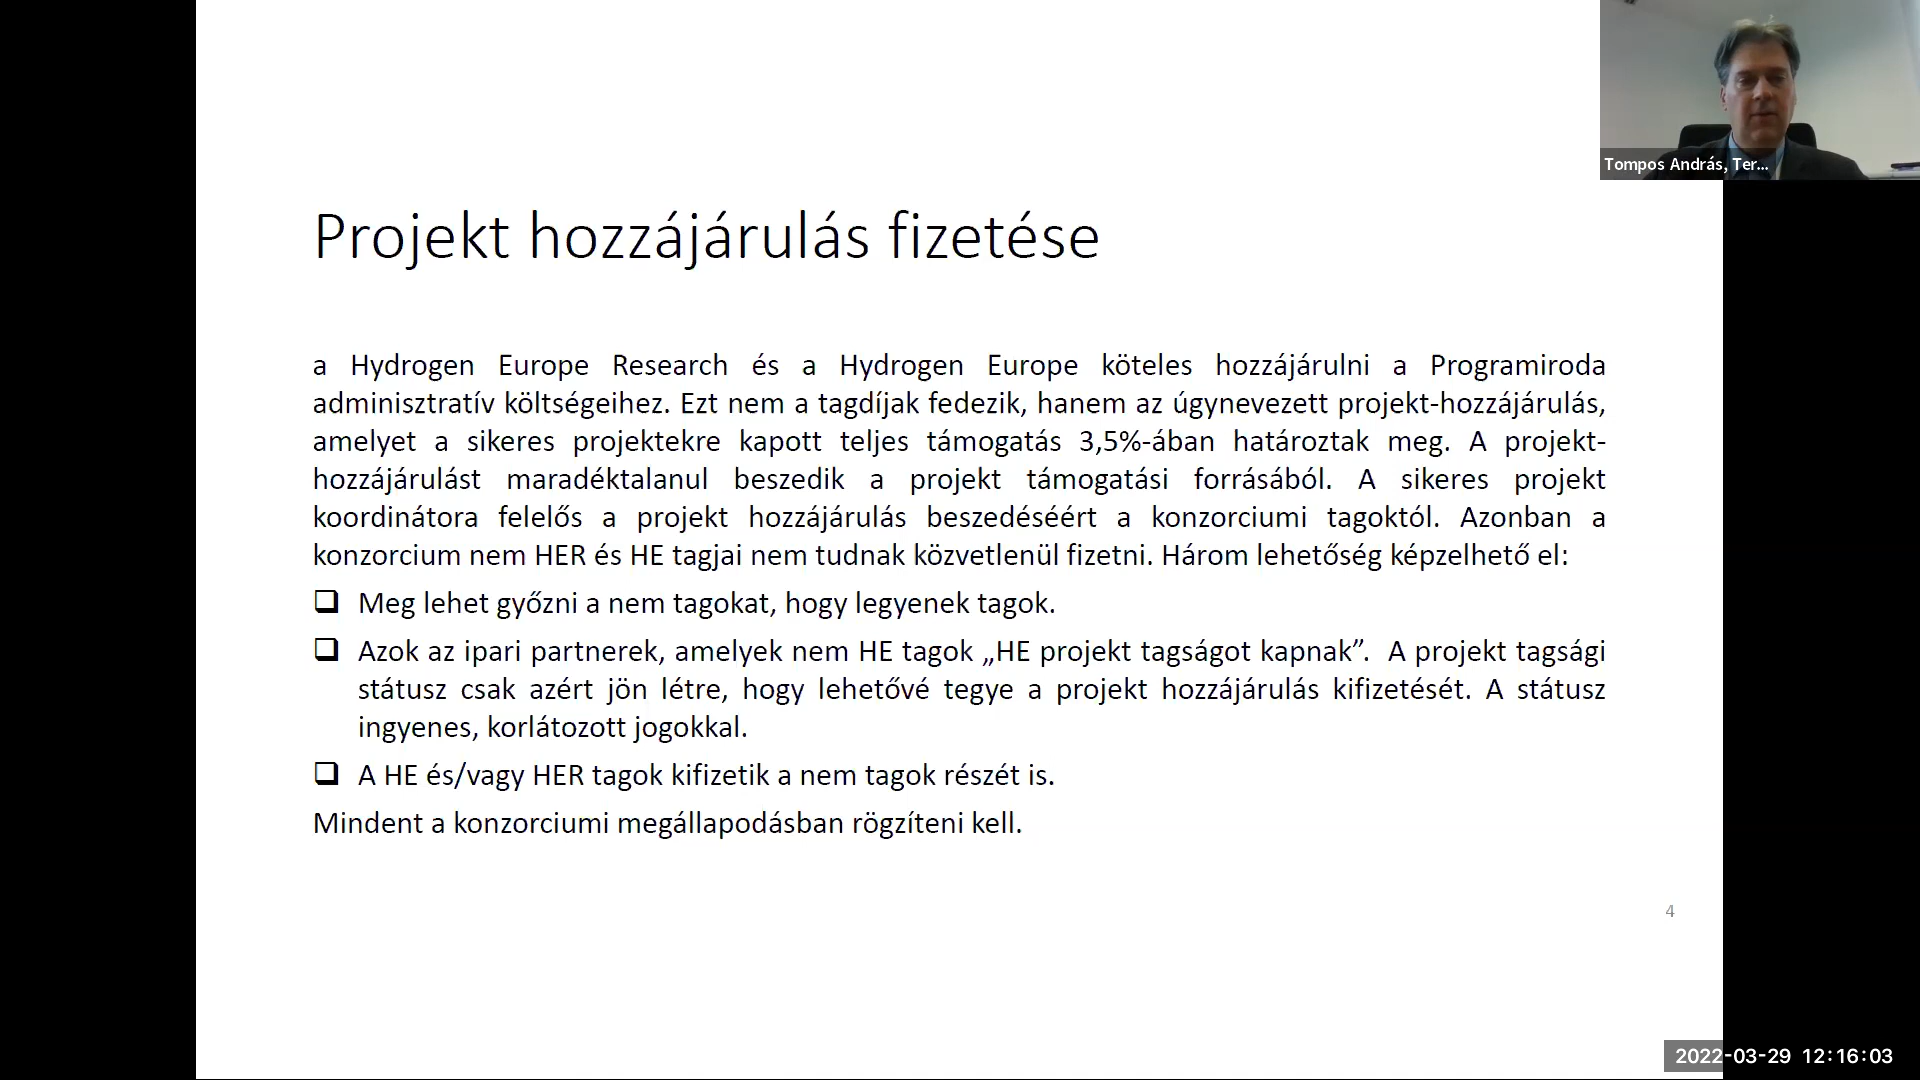 Tompos András, Ter...
Projekt hozzájárulás fizetése
a Hydrogen Europe Research és a Hydrogen Europe köteles hozzájárulni a Programiroda
adminisztratív költségeihez. Ezt nem a tagdíjak fedezik, hanem az úgynevezett projekt-hozzájárulás,
amelyet a sikeres projektekre kapott teljes támogatás 3,5%-ában határoztak meg. A projekt-
hozzájárulást maradéktalanul beszedik a projekt támogatási forrásából. A sikeres projekt
koordinátora felelős a projekt hozzájárulás beszedéséért a konzorciumi tagoktól. Azonban a
konzorcium nem HER és HE tagjai nem tudnak közvetlenül fizetni. Három lehetőség képzelhető el:
❑ Meg lehet győzni a nem tagokat, hogy legyenek tagok.
❑ Azok az ipari partnerek, amelyek nem HE tagok „HE projekt tagságot kapnak”. A projekt tagsági
státusz csak azért jön létre, hogy lehetővé tegye a projekt hozzájárulás kifizetését. A státusz
ingyenes, korlátozott jogokkal.
❑ A HE és/vagy HER tagok kifizetik a nem tagok részét is.
Mindent a konzorciumi megállapodásban rögzíteni kell.
4
2022-03-29 12:16:03